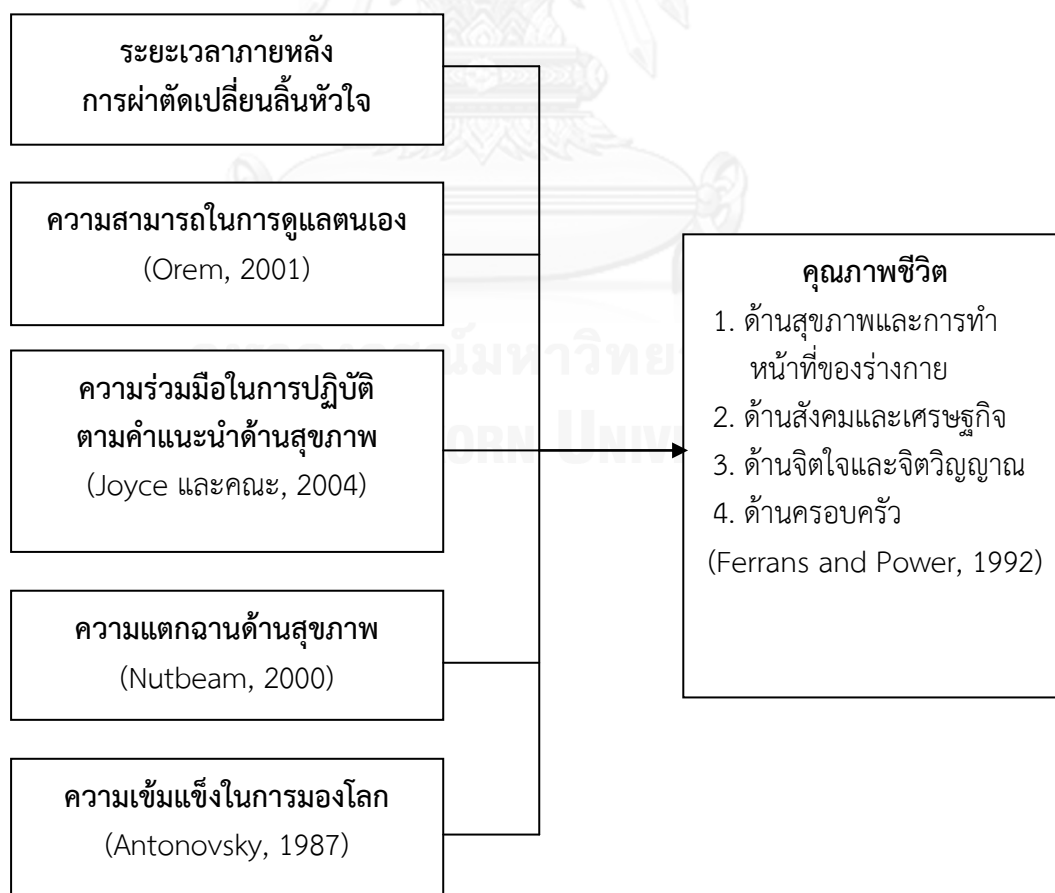 ระยะเวลาภายหลัง
การผ่าตัดเปลี่ยนลิ้นหัวใจ
ความสามารถในการดูแลตนเอง
(Orem, 2001)
ความร่วมมือในการปฏิบัติ
ตามคำแนะนำด้านสุขภาพ
(Joyce และคณะ, 2004)
ความแตกฉานด้านสุขภาพ
(Nutbeam, 2000)
ความเข้มแข็งในการมองโลก
(Antonovsky, 1987)
คุณภาพชีวิต
1. ด้านสุขภาพและการทำ
หน้าที่ของร่างกาย
2. ด้านสังคมและเศรษฐกิจ
3. ด้านจิตใจและจิตวิญญาณ
4. ด้านครอบครัว
(Ferrans and Power, 1992)